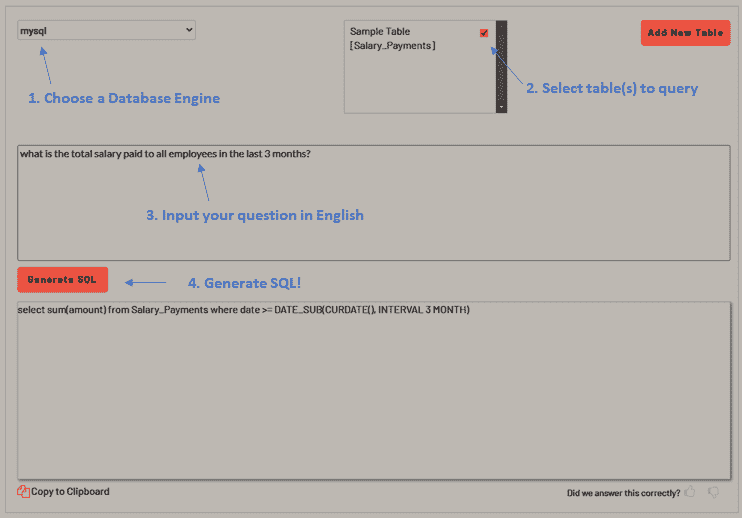 mysql
Sample Table
[Salary_Payments]
Add New Table
1. Choose a Database Engine
2. Select table(s) to query
what is the total salary paid to all employees in the last 3 months?
3. Input your question in English
Generate SQL
4. Generate SQL!
select sum(amount) from Salary_Payments where date >= DATE_SUB(CURDATE(), INTERVAL 3 MONTH)
Copy to Clipboard
Did we answer this correctly?